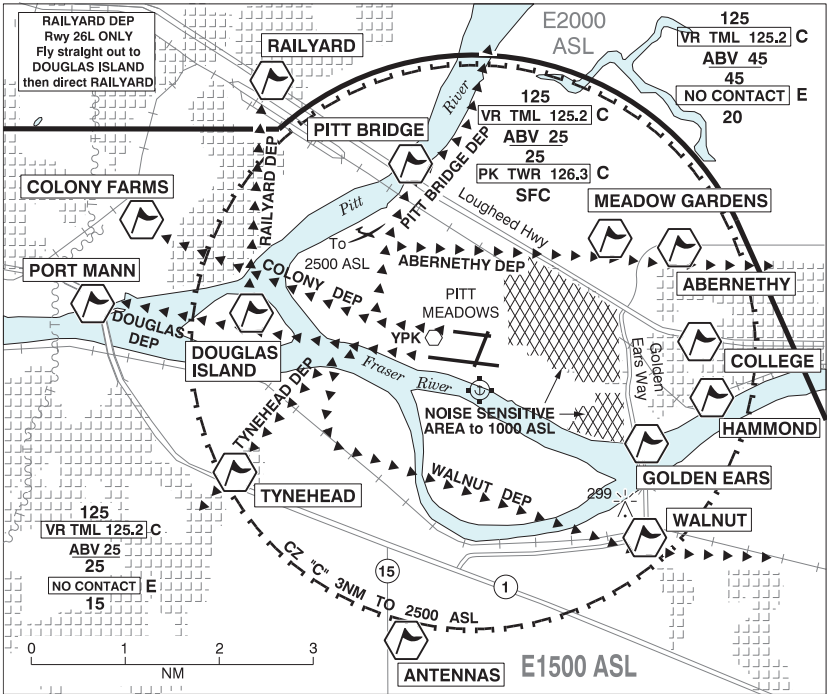 RAILYARD DEP
Rwy 26L ONLY
Fly straight out to
DOUGLAS ISLAND
then direct RAILYARD
RAILYARD
E2000
ASL
125
VR TML 125.2 C
ABV 45
45
NO CONTACT E
20
River
125
VR TML 125.2 C
ABV 25
25
PK TWR 126.3 C
SFC
PITT BRIDGE
PITT BRIDGE DEP
RAILYARD DEP
COLONY FARMS
Pitt
Lougheed Hwy
MEADOW GARDENS
To
2500 ASL
ABERNETHY DEP
ABERNETHY
PORT MANN
COLONY DEP
PITT
MEADOWS
DOUGLAS
DEP
YPK
DOUGLAS
ISLAND
Golden
Ears Way
COLLEGE
TYNEHEAD DEP
Fraser River
NOISE SENSITIVE
AREA to 1000 ASL
HAMMOND
GOLDEN EARS
TYNEHEAD
WALNUT DEP
299
WALNUT
125
VR TML 125.2 C
ABV 25
25
NO CONTACT E
15
CZ "C" 3NM TO 2500 ASL
15
1
0 1 2 3
NM
ANTENNAS
E1500 ASL